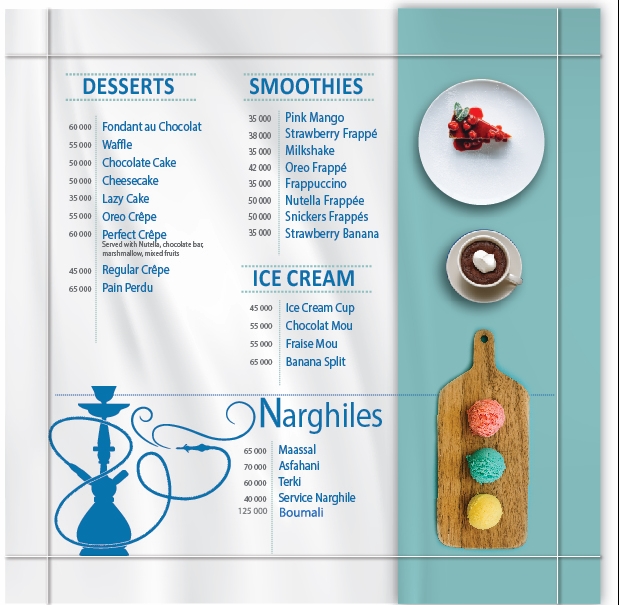 DESSERTS
60 000 Fondant au Chocolat
55 000 Waffle
50 000 Chocolate Cake
50 000 Cheesecake
35 000 Lazy Cake
55 000 Oreo Crêpe
60 000 Perfect Crêpe
Served with Nutella, chocolate bar,
marshmallow, mixed fruits
45 000 Regular Crêpe
65 000 Pain Perdu
SMOOTHIES
35 000 Pink Mango
38 000 Strawberry Frappé
35 000 Milkshake
42 000 Oreo Frappé
35 000 Frappuccino
50 000 Nutella Frappée
50 000 Snickers Frappés
35 000 Strawberry Banana
ICE CREAM
45 000 Ice Cream Cup
55 000 Chocolat Mou
55 000 Fraise Mou
65 000 Banana Split
Narghiles
65 000 Maassal
70 000 Asfahani
60 000 Terki
40 000 Service Narghile
125 000 Boumali